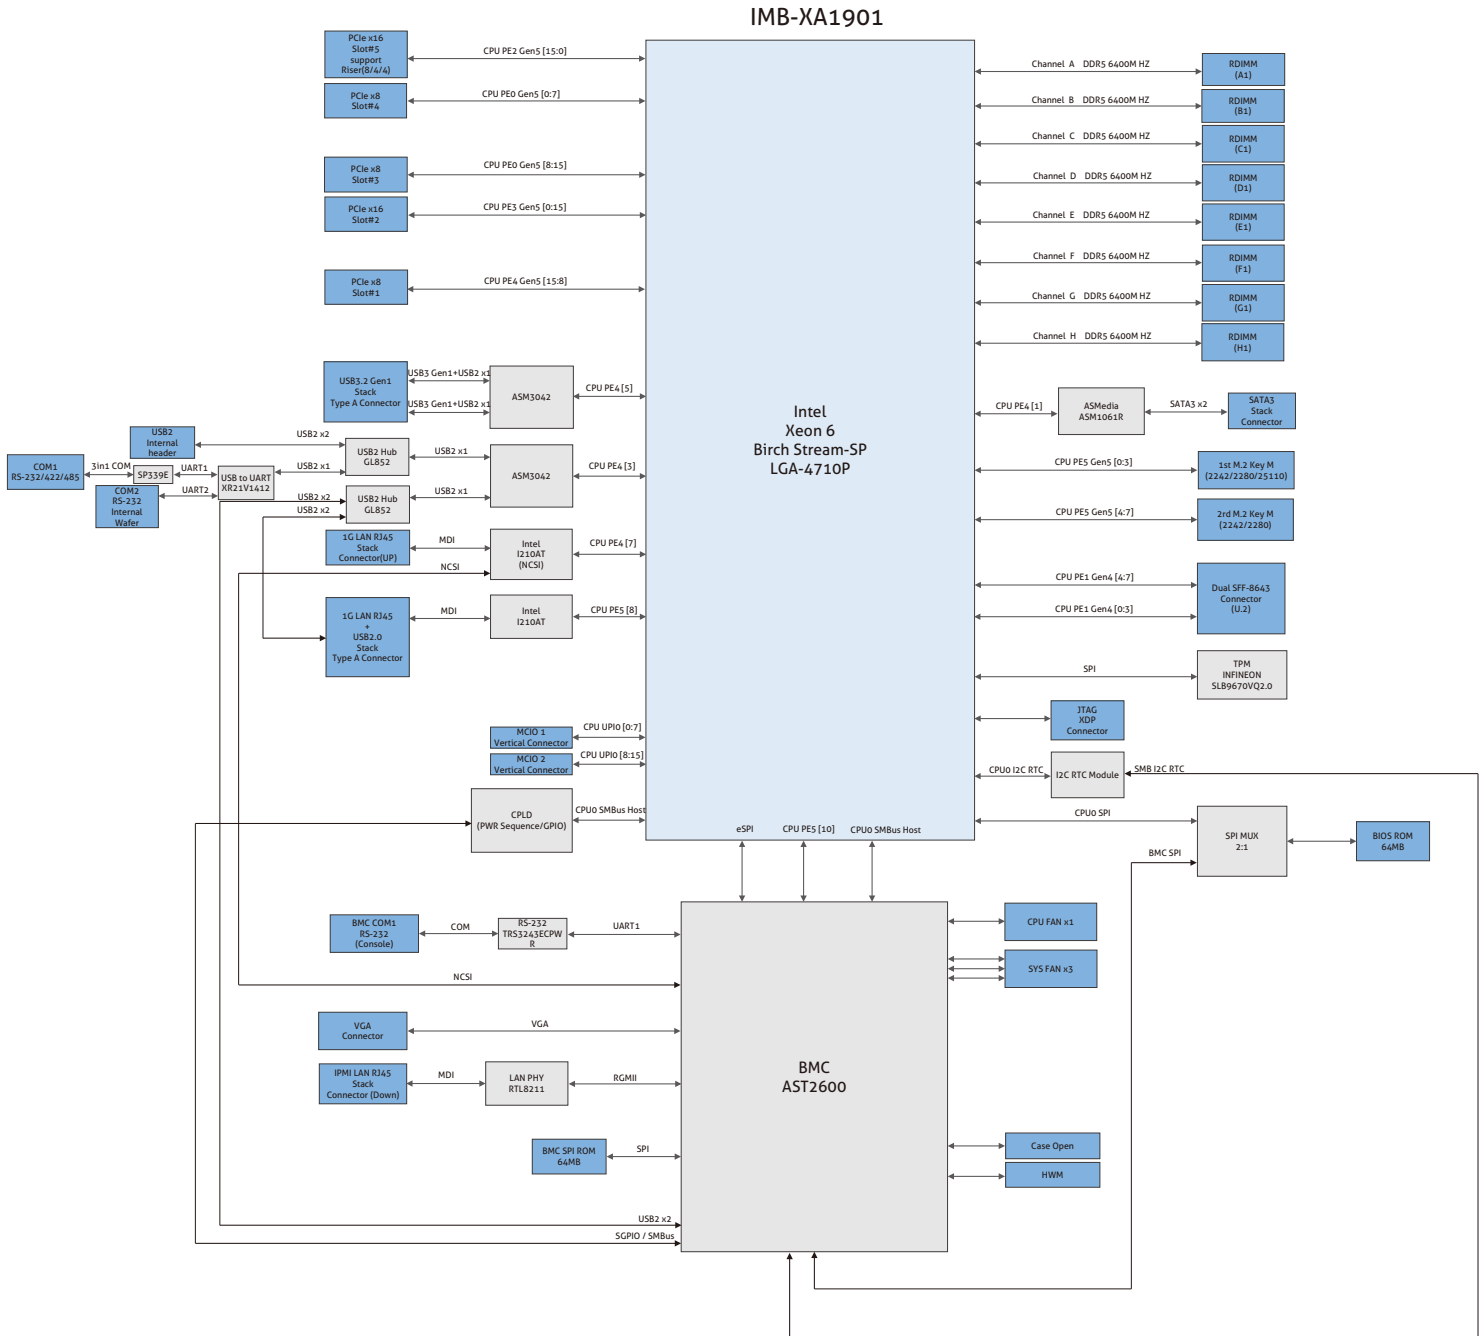 IMB-XA1901
PCIe x16
Slot#5
support
Riser(8/4/4)
CPU PE2 Gen5 [15:0]
PCIe x8
Slot#4
CPU PE0 Gen5 [0:7]
PCIe x8
Slot#3
CPU PE0 Gen5 [8:15]
PCIe x16
Slot#2
CPU PE3 Gen5 [0:15]
PCIe x8
Slot#1
CPU PE4 Gen5 [15:8]
USB3.2 Gen1
Stack
Type A Connector
USB3 Gen1+USB2 x1
USB3 Gen1+USB2 x1
ASM3042
CPU PE4 [5]
USB2
Internal
header
USB2 x2
USB2 Hub
GL852
USB2 x1
ASM3042
CPU PE4 [3]
COM1
RS-232/422/485
3in1 COM
SP339E
UART1
USB to UART
XR21V1412
USB2 x1
COM2
RS-232
Internal
Wafer
UART2
USB2 x2
USB2 x2
USB2 Hub
GL852
USB2 x1
1G LAN RJ45
Stack
Connector(UP)
MDI
NCSI
Intel
I210AT
(NCSI)
CPU PE4 [7]
1G LAN RJ45
+
USB2.0
Stack
Type A Connector
MDI
Intel
I210AT
CPU PE5 [8]
MCIO 1
Vertical Connector
CPU UPI0 [0:7]
MCIO 2
Vertical Connector
CPU UPI0 [8:15]
CPLD
(PWR Sequence/GPIO)
CPU0 SMBus Host
Intel
Xeon 6
Birch Stream-SP
LGA-4710P
eSPI
CPU PE5 [10]
CPU0 SMBus Host
Channel A DDR5 6400M HZ
RDIMM
(A1)
Channel B DDR5 6400M HZ
RDIMM
(B1)
Channel C DDR5 6400M HZ
RDIMM
(C1)
Channel D DDR5 6400M HZ
RDIMM
(D1)
Channel E DDR5 6400M HZ
RDIMM
(E1)
Channel F DDR5 6400M HZ
RDIMM
(F1)
Channel G DDR5 6400M HZ
RDIMM
(G1)
Channel H DDR5 6400M HZ
RDIMM
(H1)
CPU PE4 [1]
ASMedia
ASM1061R
SATA3 x2
SATA3
Stack
Connector
CPU PE5 Gen5 [0:3]
1st M.2 Key M
(2242/2280/25110)
CPU PE5 Gen5 [4:7]
2rd M.2 Key M
(2242/2280)
CPU PE1 Gen4 [4:7]
CPU PE1 Gen4 [0:3]
Dual SFF-8643
Connector
(U.2)
SPI
TPM
INFINEON
SLB9670VQ2.0
JTAG
XDP
Connector
CPU0 I2C RTC
I2C RTC Module
SMB I2C RTC
CPU0 SPI
BMC SPI
SPI MUX
2:1
BIOS ROM
64MB
BMC COM1
RS-232
(Console)
COM
RS-232
TRS3243ECPW
R
UART1
NCSI
VGA
Connector
VGA
IPMI LAN RJ45
Stack
Connector (Down)
MDI
LAN PHY
RTL8211
RGMII
BMC SPI ROM
64MB
SPI
USB2 x2
SGPIO / SMBus
BMC
AST2600
CPU FAN x1
SYS FAN x3
Case Open
HWM